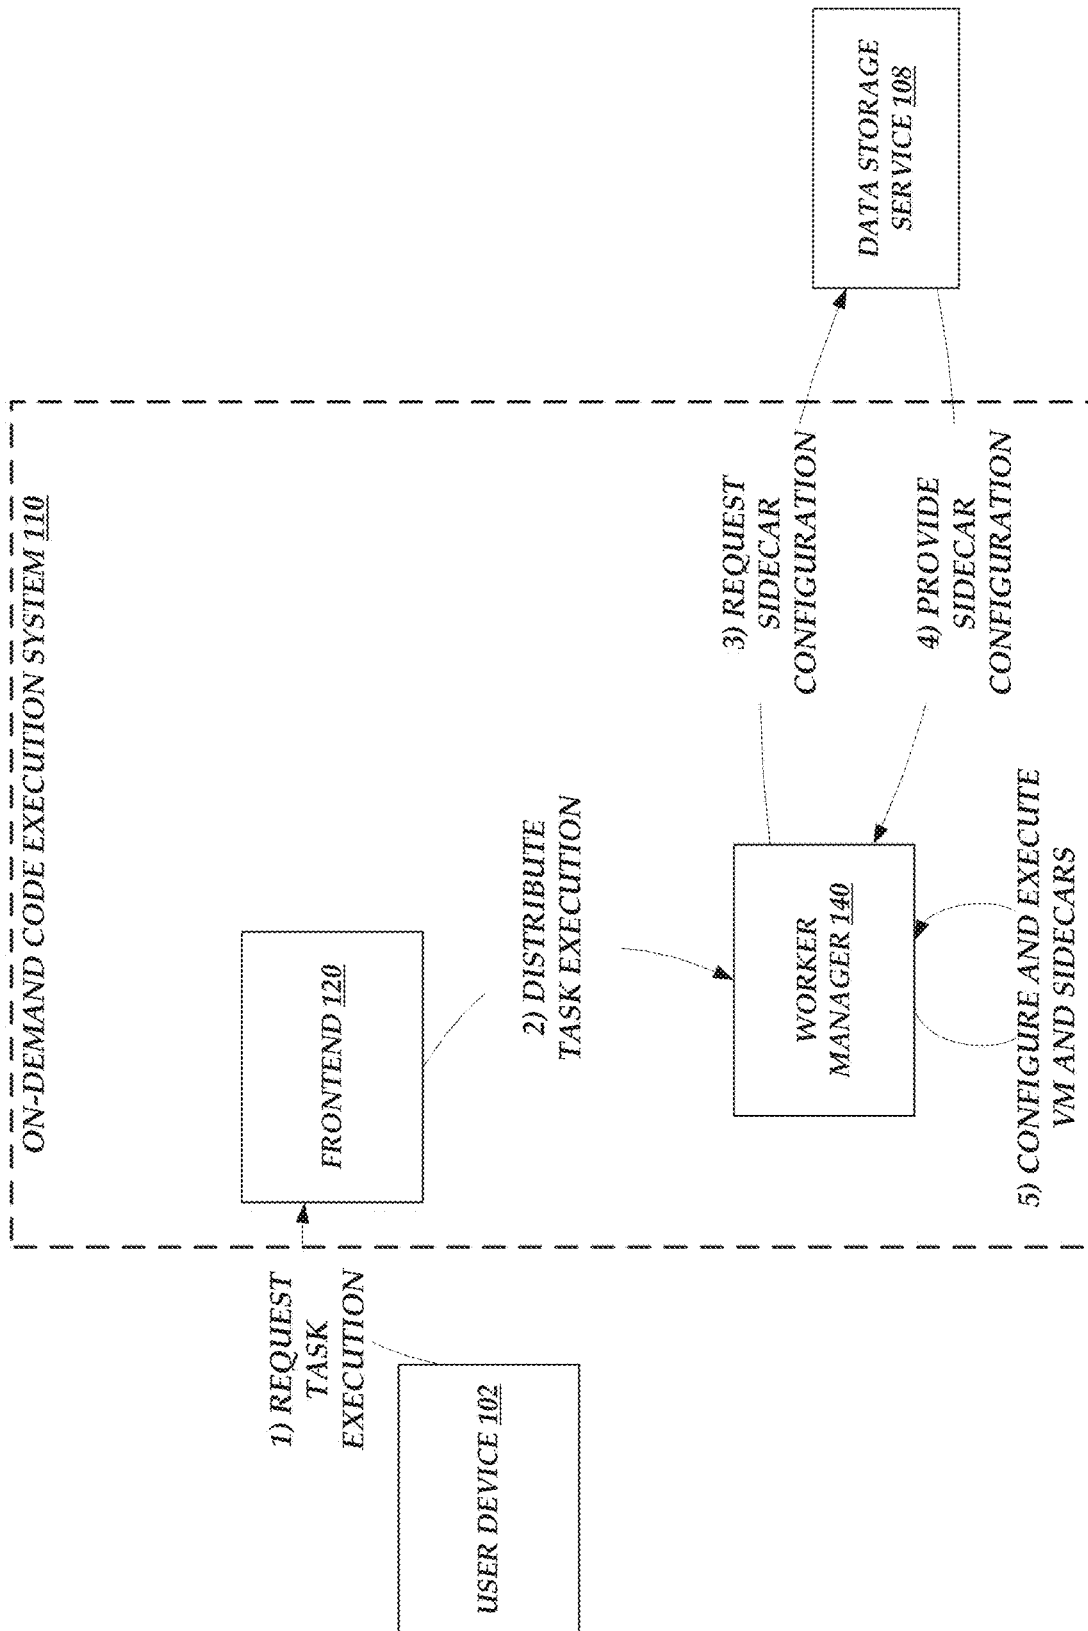 ON-DEMAND CODE EXECUTION SYSTEM 110
1) REQUEST
TASK
EXECUTION
USER DEVICE 102
FRONTEND 120
2) DISTRIBUTE
TASK EXECUTION
WORKER
MANAGER 140
3) REQUEST
SIDECAR
CONFIGURATION
DATA STORAGE
SERVICE 108
4) PROVIDE
SIDECAR
CONFIGURATION
5) CONFIGURE AND EXECUTE
VM AND SIDECARS